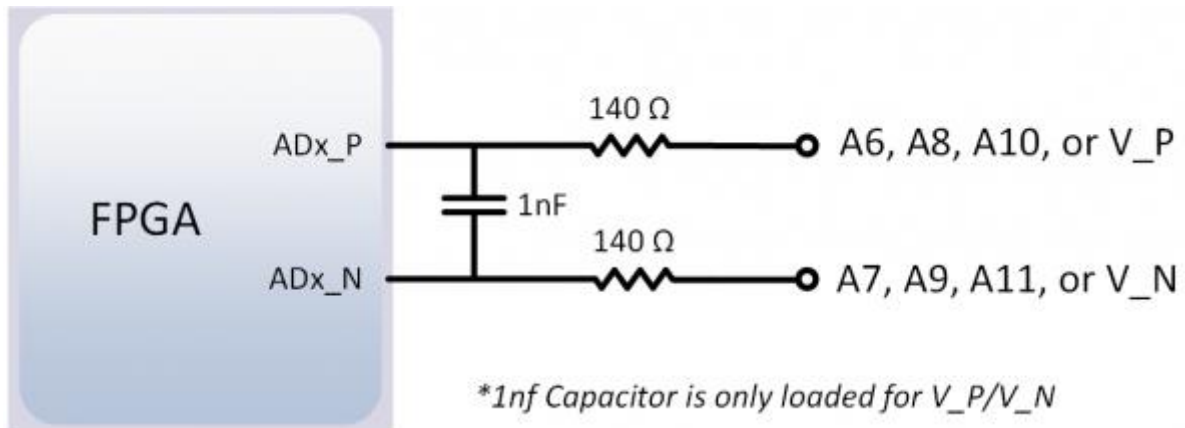 140 Ω
ADx_P
A6, A8, A10, or V_P
FPGA
1nF
140 Ω
ADx_N
A7, A9, A11, or V_N
*1nf Capacitor is only loaded for V_P/V_N